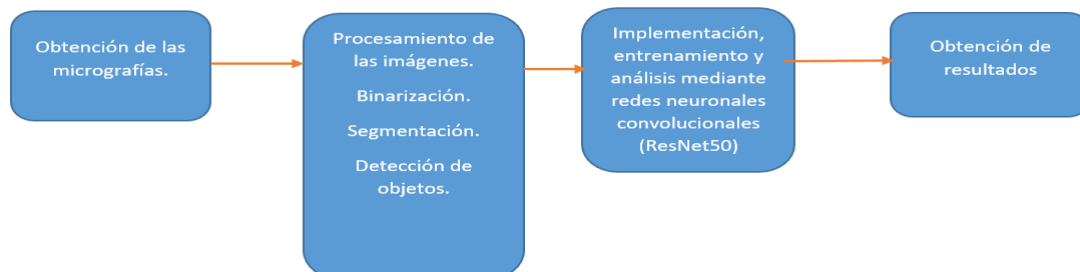 Obtención de las
micrografías.
Procesamiento de
las imágenes.
Binarización.
Segmentación.
Detección de
objetos.
Implementación,
entrenamiento y
análisis mediante
redes neuronales
convolucionales
(ResNet50)
Obtención de
resultados